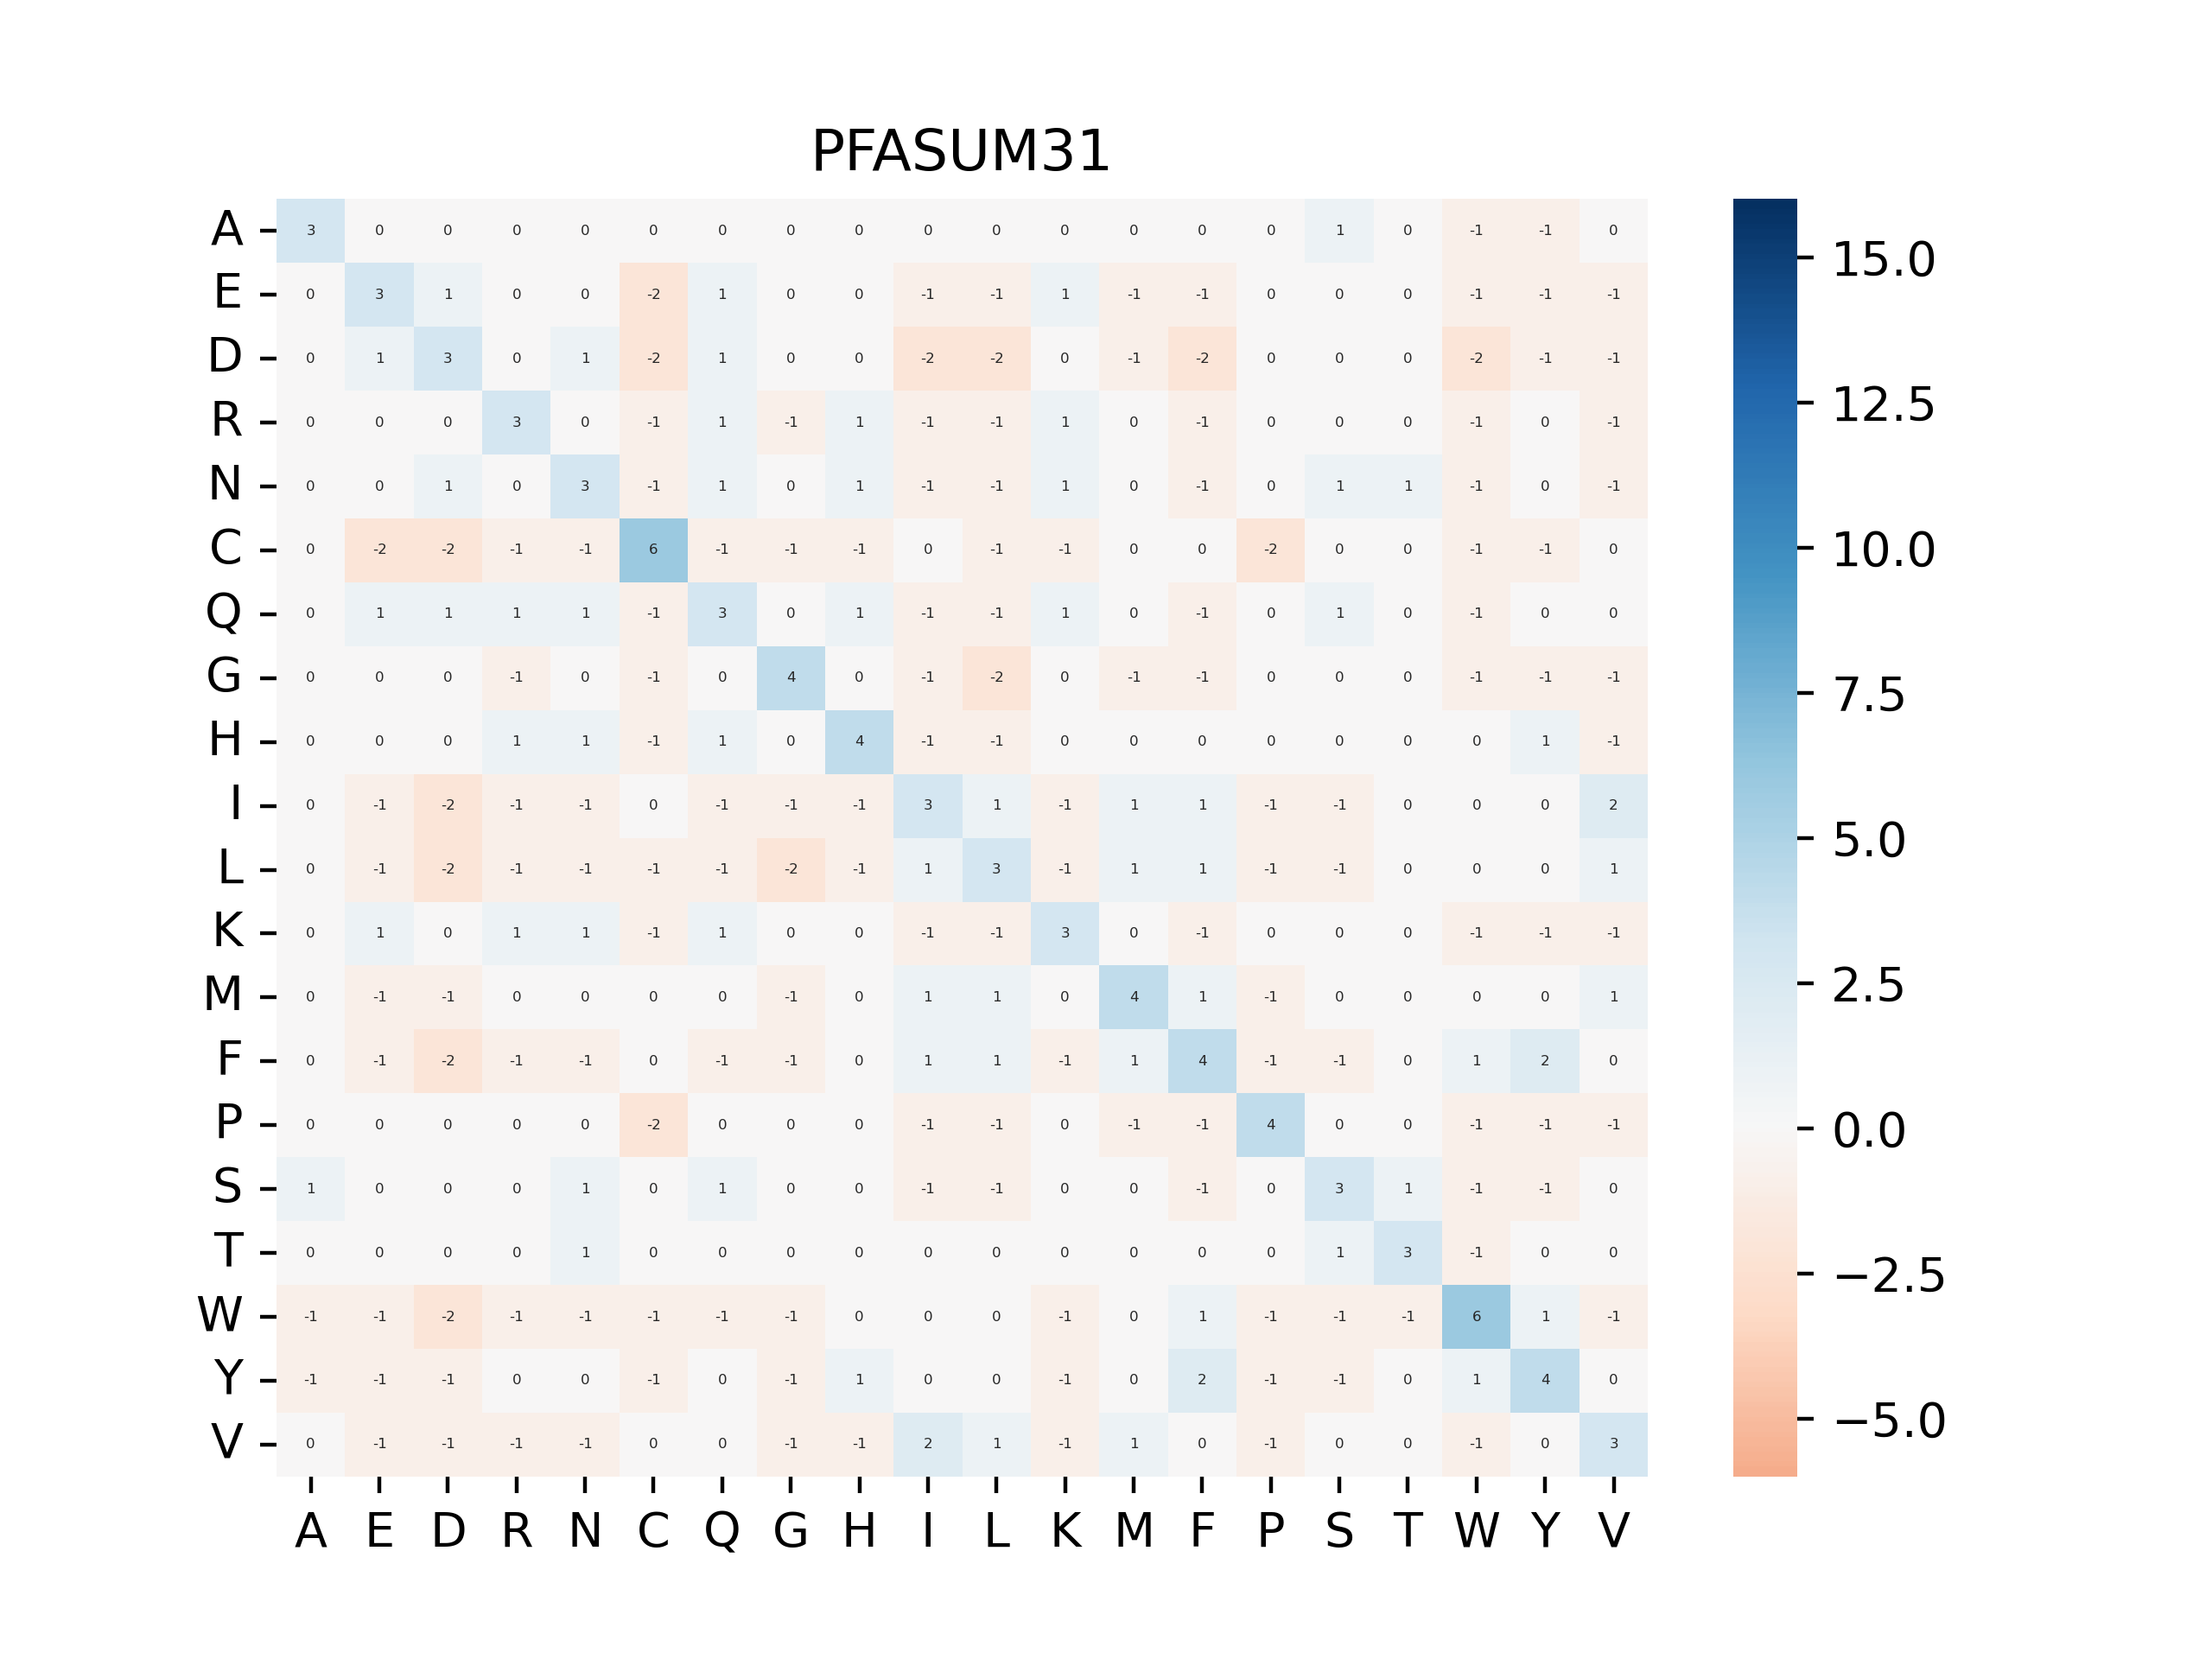 PFASUM31
A 3 0 0 0 0 0 0 0 0 0 0 0 0 0 0 1 0 -1 -1 0
E 0 3 1 0 0 -2 1 0 0 -1 -1 1 -1 -1 0 0 0 -1 -1 -1
D 0 1 3 0 1 -2 1 0 0 -2 -2 0 -1 -2 0 0 0 -2 -1 -1
R 0 0 0 3 0 -1 1 -1 1 -1 -1 1 0 -1 0 0 0 -1 0 -1
N 0 0 1 0 3 -1 1 0 1 -1 -1 1 0 -1 0 1 1 -1 0 -1
C 0 -2 -2 -1 -1 6 -1 -1 -1 0 -1 -1 0 0 -2 0 0 -1 -1 0
Q 0 1 1 1 1 -1 3 0 1 -1 -1 1 0 -1 0 1 0 -1 0 0
G 0 0 0 -1 0 -1 0 4 0 -1 -2 0 -1 -1 0 0 0 -1 -1 -1
H 0 0 0 1 1 -1 1 0 4 -1 -1 0 0 0 0 0 0 0 1 -1
I 0 -1 -2 -1 -1 0 -1 -1 -1 3 1 -1 1 1 -1 -1 0 0 0 2
L 0 -1 -2 -1 -1 -1 -1 -2 -1 1 3 -1 1 1 -1 -1 0 0 0 1
K 0 1 0 1 1 -1 1 0 0 -1 -1 3 0 -1 0 0 0 -1 -1 -1
M 0 -1 -1 0 0 0 0 -1 0 1 1 0 4 1 -1 0 0 0 0 1
F 0 -1 -2 -1 -1 0 -1 -1 0 1 1 -1 1 4 -1 -1 0 1 2 0
P 0 0 0 0 0 -2 0 0 0 -1 -1 0 -1 -1 4 0 0 -1 -1 -1
S 1 0 0 0 1 0 1 0 0 -1 -1 0 0 -1 0 3 1 -1 -1 0
T 0 0 0 0 1 0 0 0 0 0 0 0 0 0 0 1 3 -1 0 0
W -1 -1 -2 -1 -1 -1 -1 -1 0 0 0 -1 0 1 -1 -1 -1 6 1 -1
Y -1 -1 -1 0 0 -1 0 -1 1 0 0 -1 0 2 -1 -1 0 1 4 0
V 0 -1 -1 -1 -1 0 0 -1 -1 2 1 -1 1 0 -1 0 0 -1 0 3
A E D R N C Q G H I L K M F P S T W Y V
15.0
12.5
10.0
7.5
5.0
2.5
0.0
−2.5
−5.0